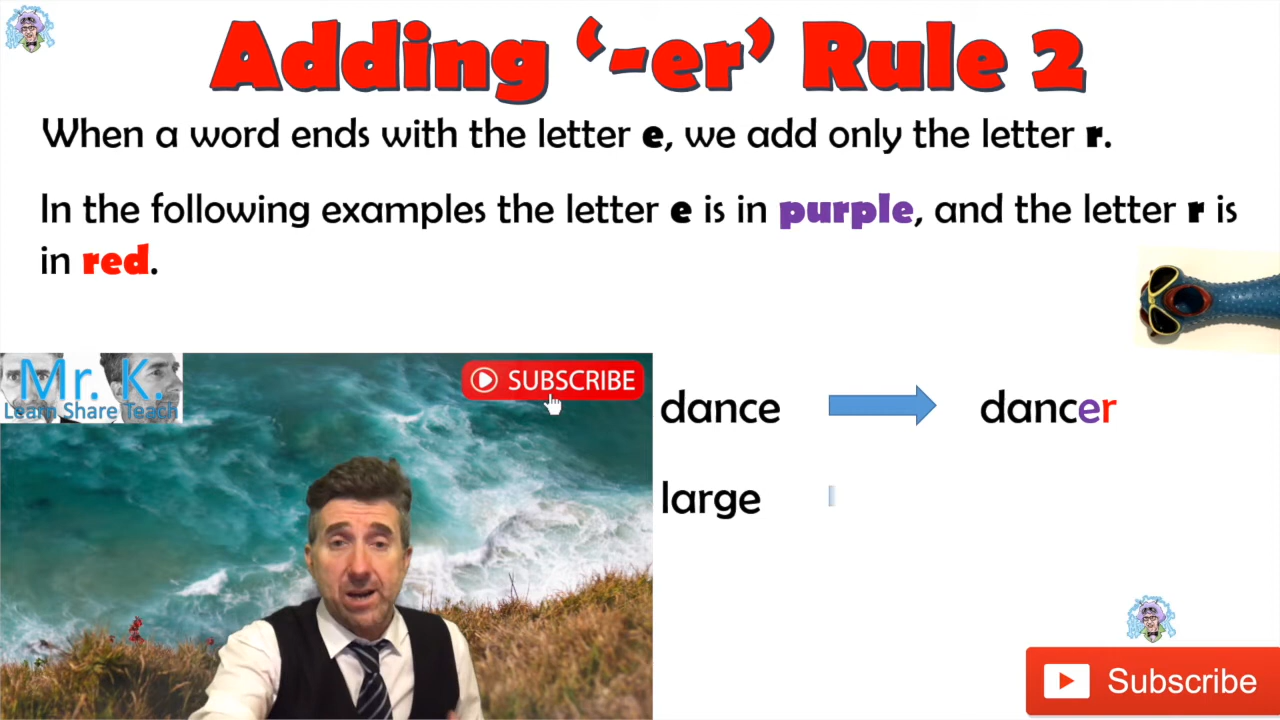 Adding ‘-er’ Rule 2
When a word ends with the letter e, we add only the letter r.
In the following examples the letter e is in purple, and the letter r is
in red.
Mr. K.
Learn Share Teach
SUBSCRIBE
dance dancer
large
Subscribe